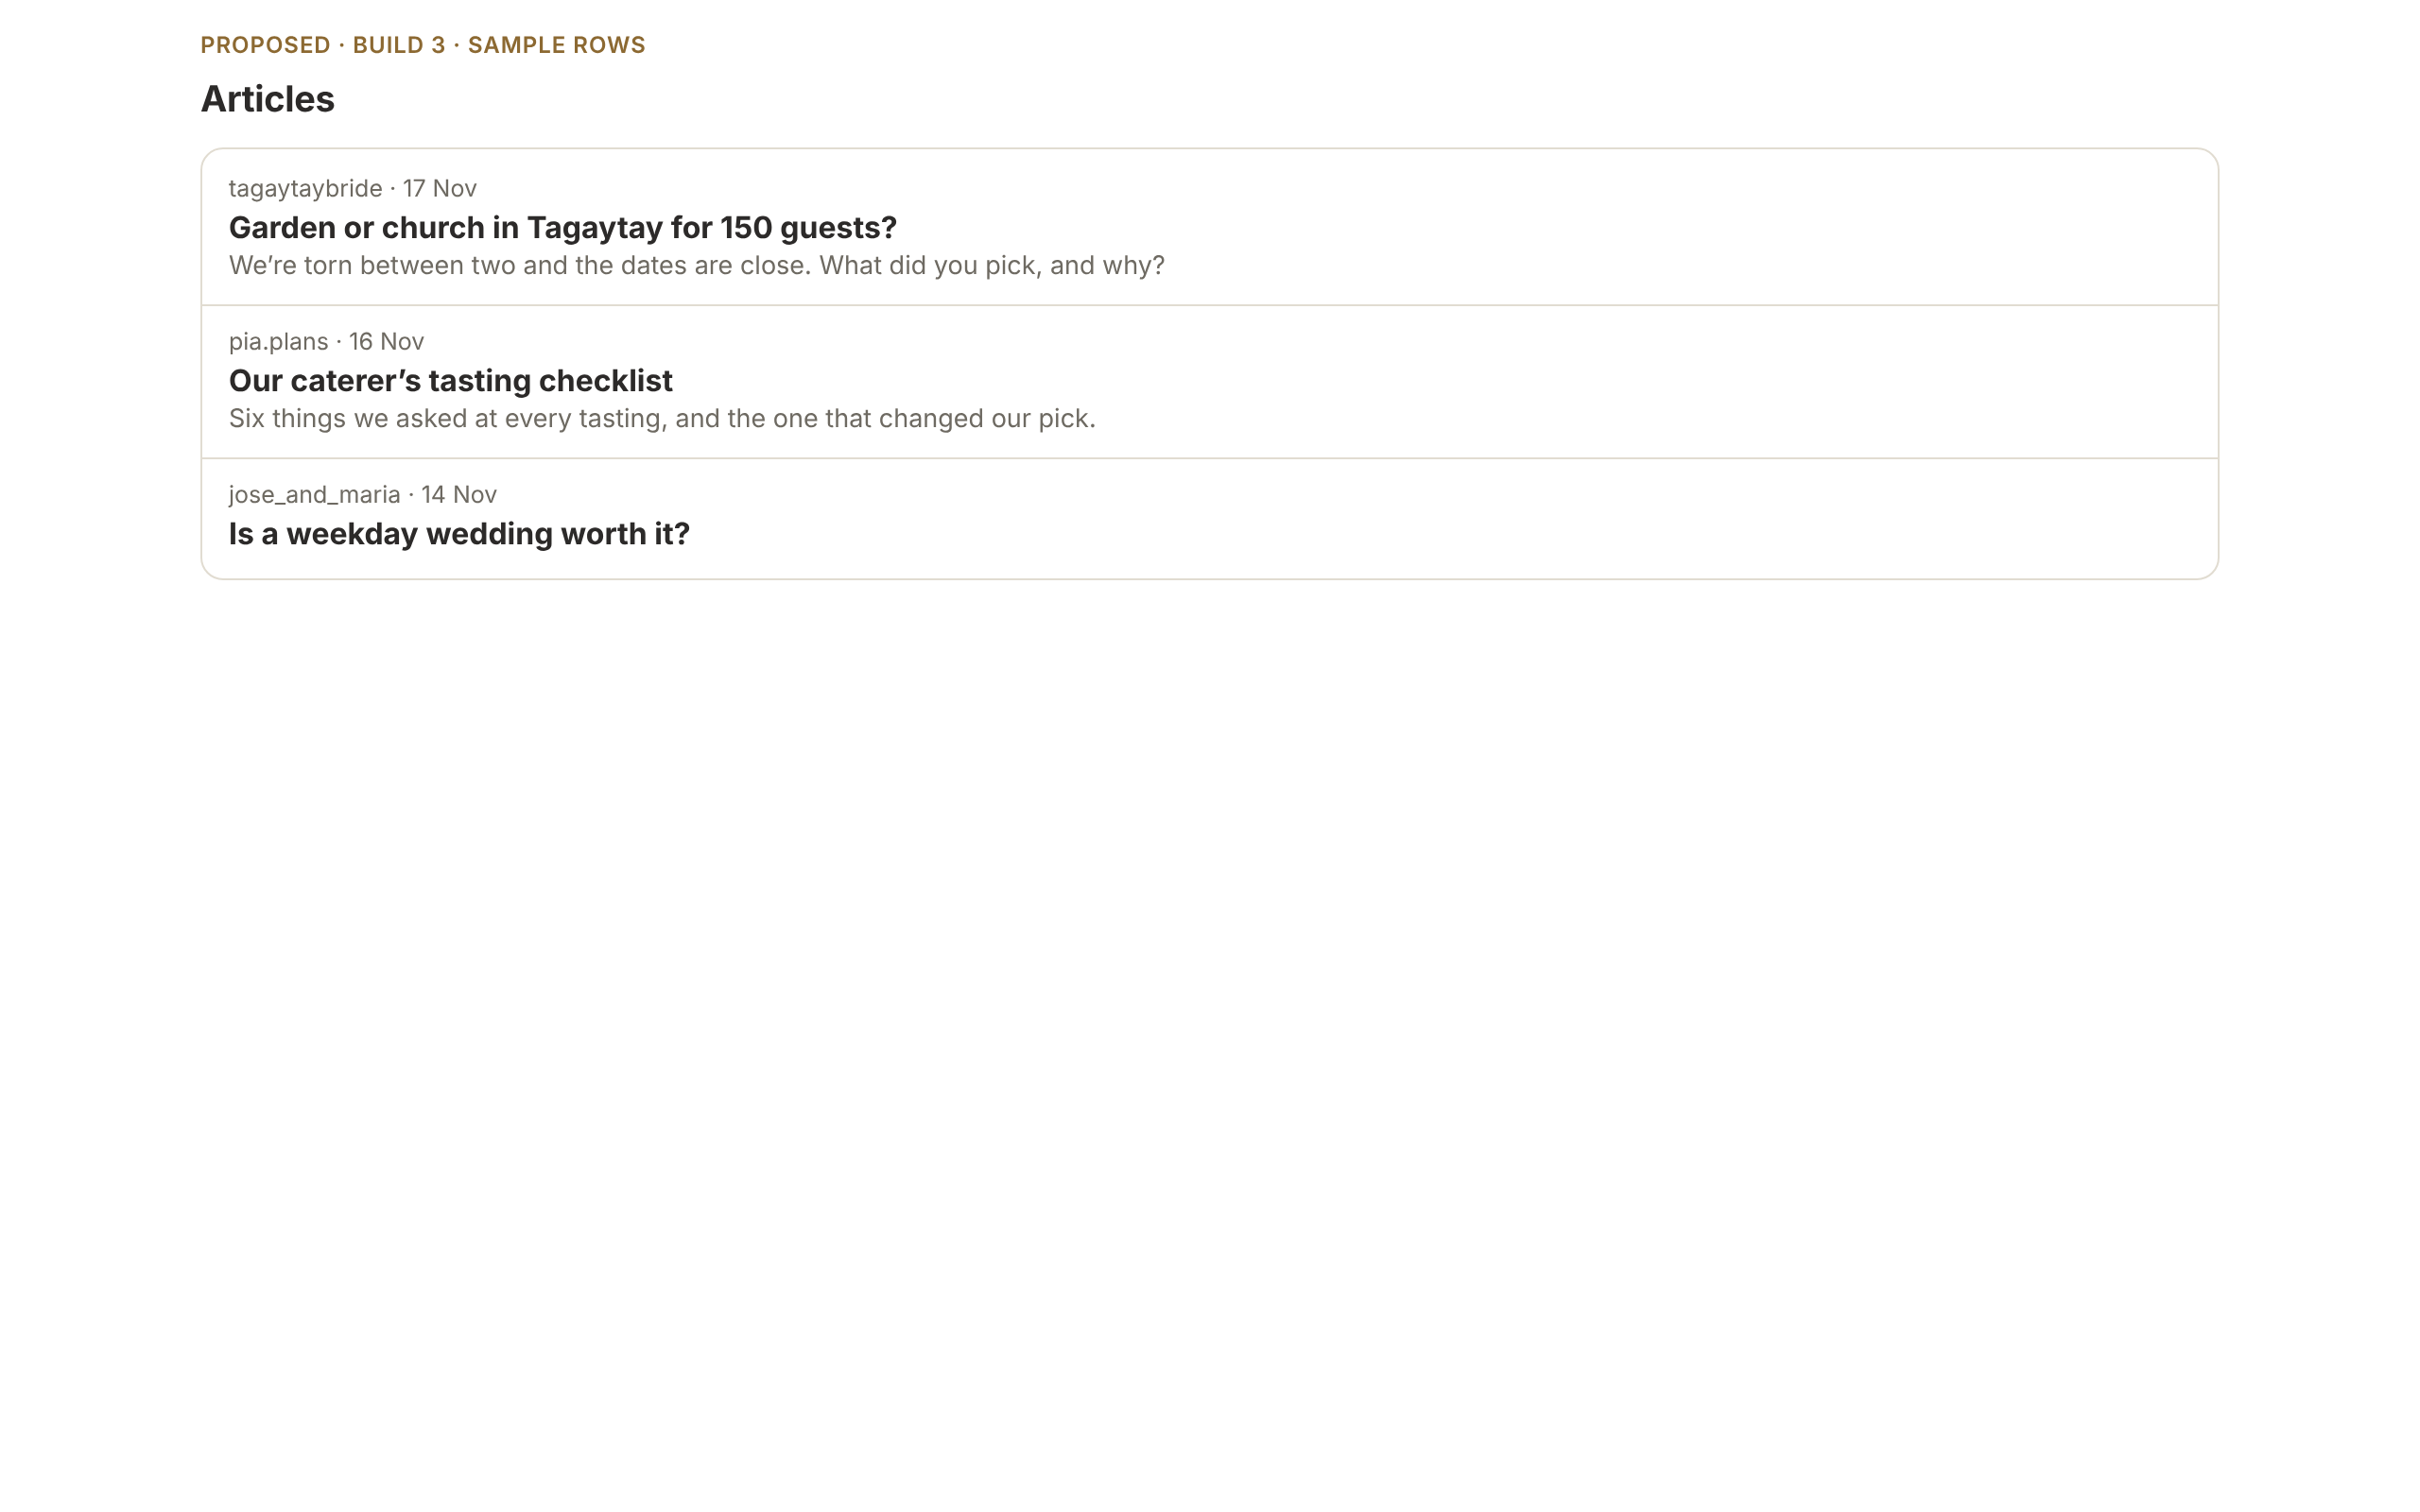 PROPOSED · BUILD 3 · SAMPLE ROWS
Articles
tagaytaybride · 17 Nov
Garden or church in Tagaytay for 150 guests?
We’re torn between two and the dates are close. What did you pick, and why?
pia.plans · 16 Nov
Our caterer’s tasting checklist
Six things we asked at every tasting, and the one that changed our pick.
jose_and_maria · 14 Nov
Is a weekday wedding worth it?